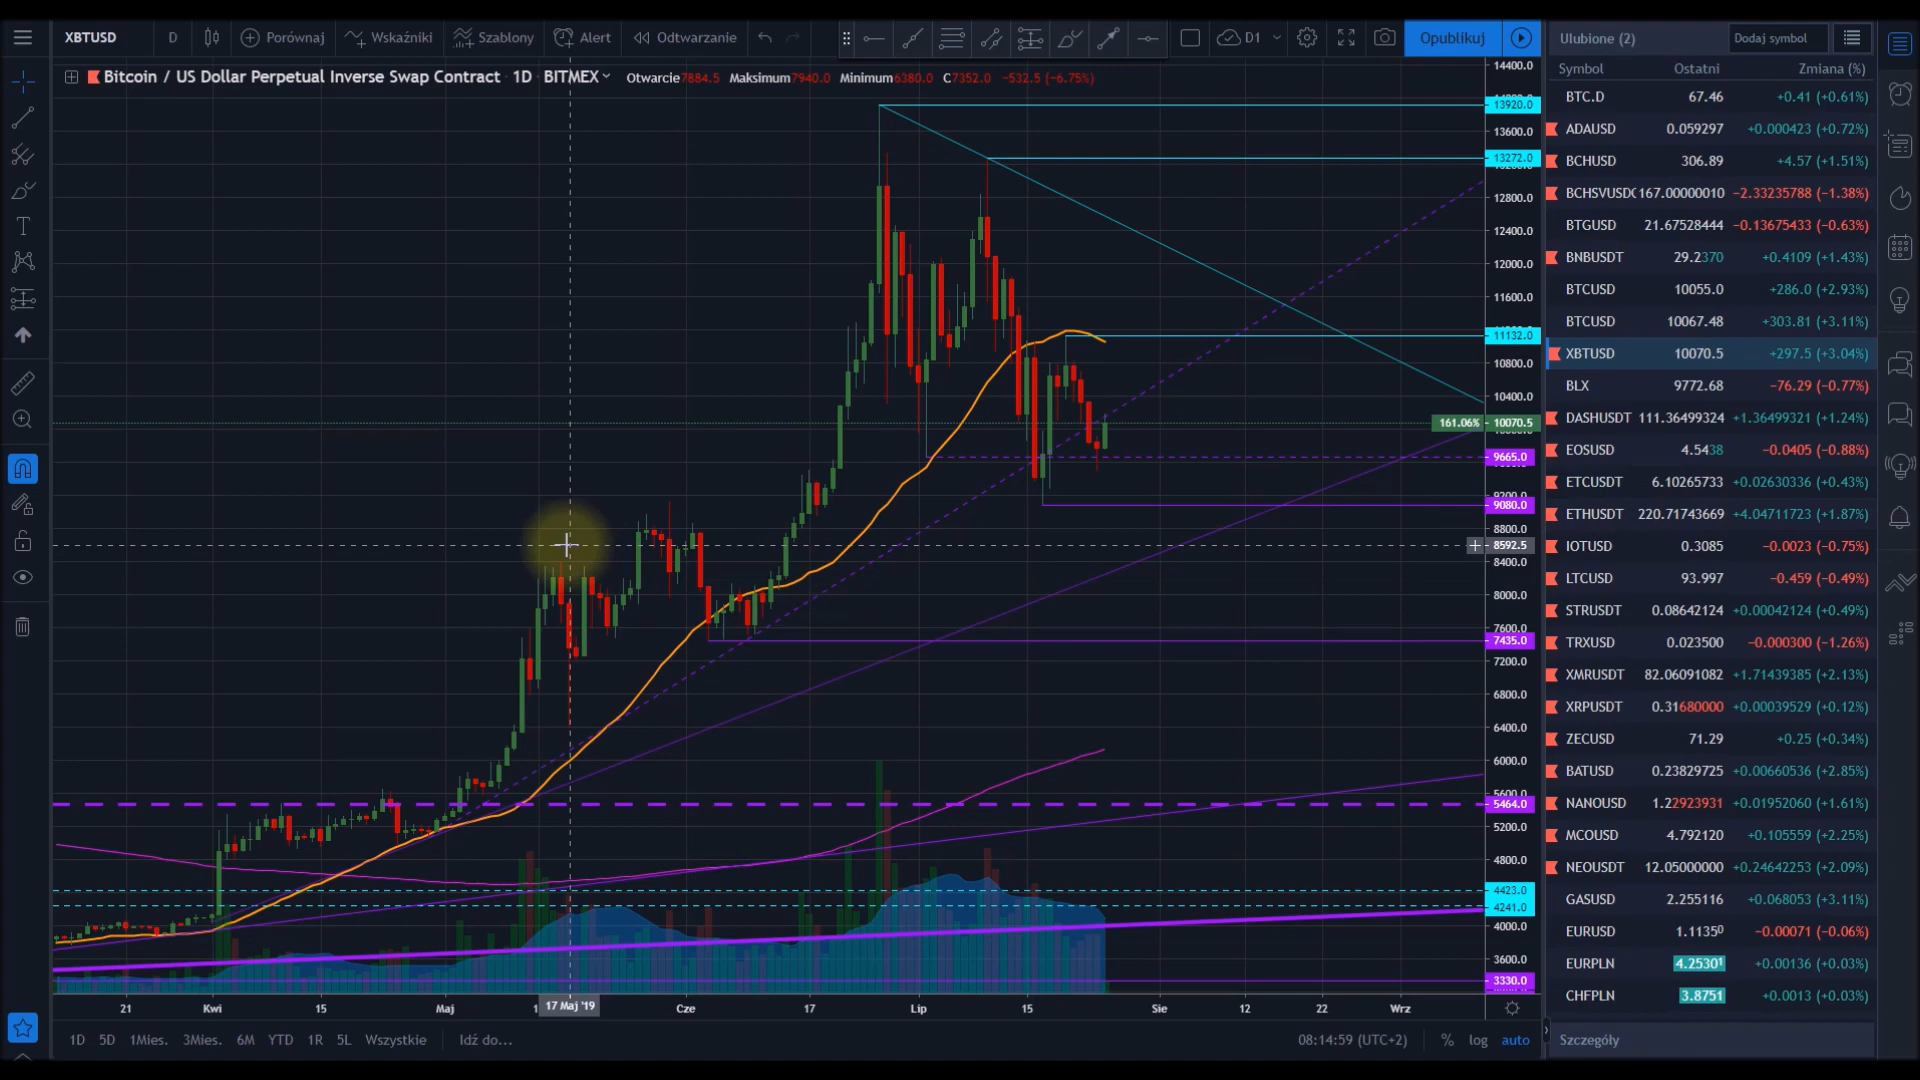 XBTUSD D Porównaj Wskaźniki Szablony Alert Odtwarzanie D1 Opublikuj
Bitcoin / US Dollar Perpetual Inverse Swap Contract · 1D · BITMEX Otwarcie7884.5 Maksimum7940.0 Minimum6380.0 C7352.0 −532.5 (−6.75%)
14400.0
13920.0
13600.0
13272.0
12800.0
12400.0
12000.0
11600.0
11132.0
10800.0
10400.0
161.06% 10070.5
9665.0
9200.0
9080.0
8800.0
8592.5
8400.0
8000.0
7600.0
7435.0
7200.0
6800.0
6400.0
6000.0
5600.0
5464.0
5200.0
4800.0
4423.0
4241.0
4000.0
3600.0
3330.0
21 Kwi 15 Maj 17 Maj '19 Cze 17 Lip 15 Sie 12 22 Wrz
1D 5D 1Mies. 3Mies. 6M YTD 1R 5L Wszystkie Idź do...
08:14:59 (UTC+2) % log auto
Ulubione (2) Dodaj symbol
Symbol Ostatni Zmiana (%)
BTC.D 67.46 +0.41 (+0.61%)
ADAUSD 0.059297 +0.000423 (+0.72%)
BCHUSD 306.89 +4.57 (+1.51%)
BCHSVUSDC 167.00000010 −2.33235788 (−1.38%)
BTGUSD 21.67528444 −0.13675433 (−0.63%)
BNBUSDT 29.2370 +0.4109 (+1.43%)
BTCUSD 10055.0 +286.0 (+2.93%)
BTCUSD 10067.48 +303.81 (+3.11%)
XBTUSD 10070.5 +297.5 (+3.04%)
BLX 9772.68 −76.29 (−0.77%)
DASHUSDT 111.36499324 +1.36499321 (+1.24%)
EOSUSD 4.5438 −0.0405 (−0.88%)
ETCUSDT 6.10265733 +0.02630336 (+0.43%)
ETHUSDT 220.71743669 +4.04711723 (+1.87%)
IOTUSD 0.3085 −0.0023 (−0.75%)
LTCUSD 93.997 −0.459 (−0.49%)
STRUSDT 0.08642124 +0.00042124 (+0.49%)
TRXUSD 0.023500 −0.000300 (−1.26%)
XMRUSDT 82.06091082 +1.71439385 (+2.13%)
XRPUSDT 0.31680000 +0.00039529 (+0.12%)
ZECUSD 71.29 +0.25 (+0.34%)
BATUSD 0.23829725 +0.00660536 (+2.85%)
NANOUSD 1.22923931 +0.01952060 (+1.61%)
MCOUSD 4.792120 +0.105559 (+2.25%)
NEOUSDT 12.05000000 +0.24642253 (+2.09%)
GASUSD 2.255116 +0.068053 (+3.11%)
EURUSD 1.1135⁰ −0.00071 (−0.06%)
EURPLN 4.2530¹ +0.00136 (+0.03%)
CHFPLN 3.8751 +0.0013 (+0.03%)
Szczegóły